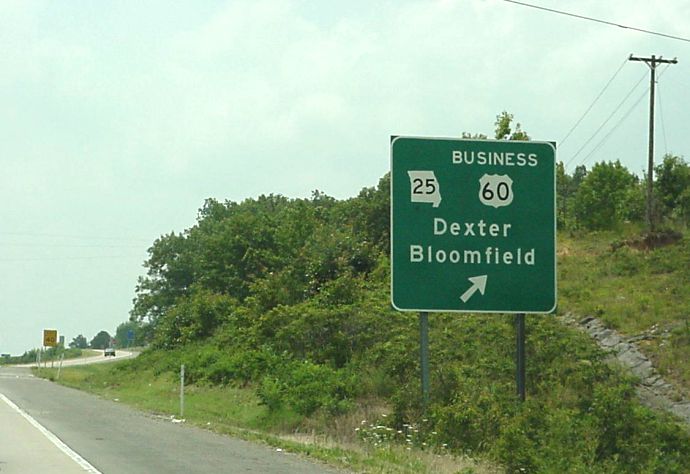 BUSINESS
25 60
Dexter
Bloomfield